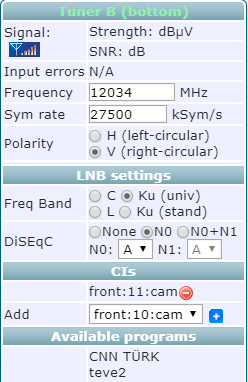 Tuner B (bottom)
Signal: Strength: dBµV
SNR: dB
Input errors N/A
Frequency 12034 MHz
Sym rate 27500 kSym/s
Polarity H (left-circular)
V (right-circular)
LNB settings
Freq Band C Ku (univ)
L Ku (stand)
DiSEqC None N0 N0+N1
N0: A N1: A
CIs
front:11:cam
Add front:10:cam
Available programs
CNN TÜRK
teve2